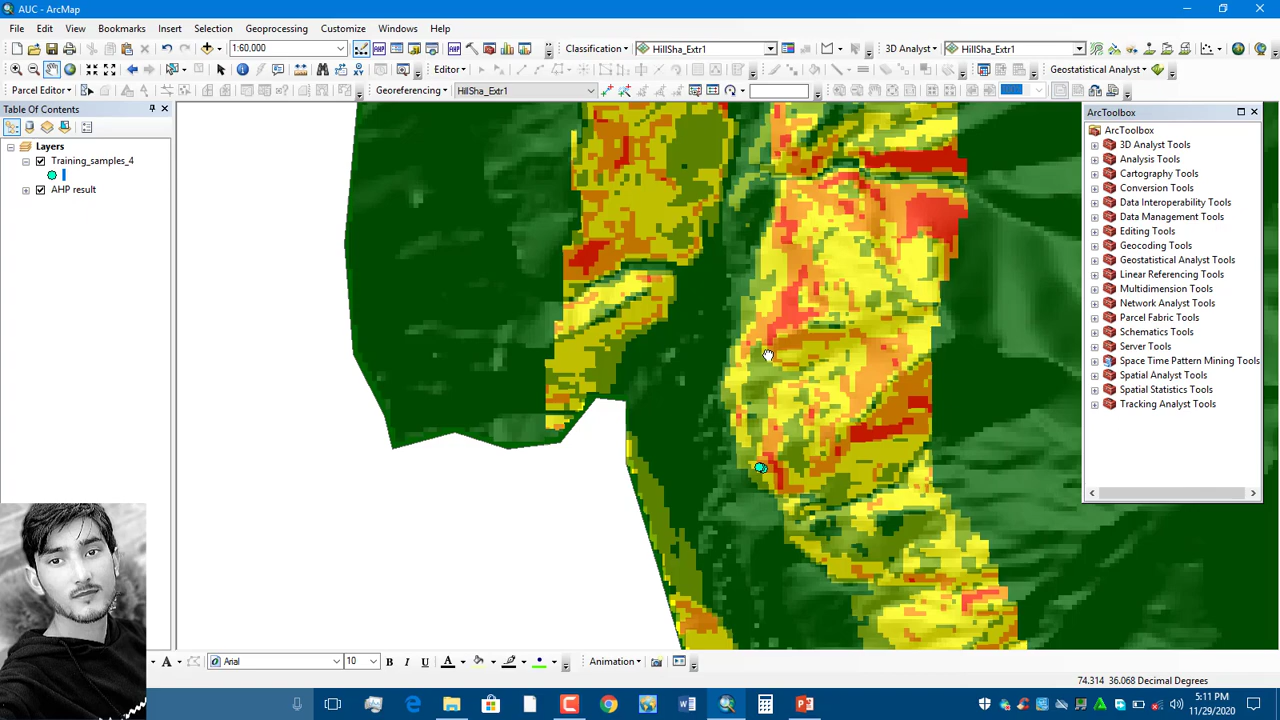 AUC - ArcMap
File Edit View Bookmarks Insert Selection Geoprocessing Customize Windows Help
1:60,000 Classification HillSha_Extr1 3D Analyst HillSha_Extr1
Editor Geostatistical Analyst
Parcel Editor Georeferencing HillSha_Extr1
Table Of Contents
Layers
Training_samples_4
AHP result
ArcToolbox
ArcToolbox
3D Analyst Tools
Analysis Tools
Cartography Tools
Conversion Tools
Data Interoperability Tools
Data Management Tools
Editing Tools
Geocoding Tools
Geostatistical Analyst Tools
Linear Referencing Tools
Multidimension Tools
Network Analyst Tools
Parcel Fabric Tools
Schematics Tools
Server Tools
Space Time Pattern Mining Tools
Spatial Analyst Tools
Spatial Statistics Tools
Tracking Analyst Tools
A Arial 10 B I U A Animation
74.314 36.068 Decimal Degrees
5:11 PM
11/29/2020